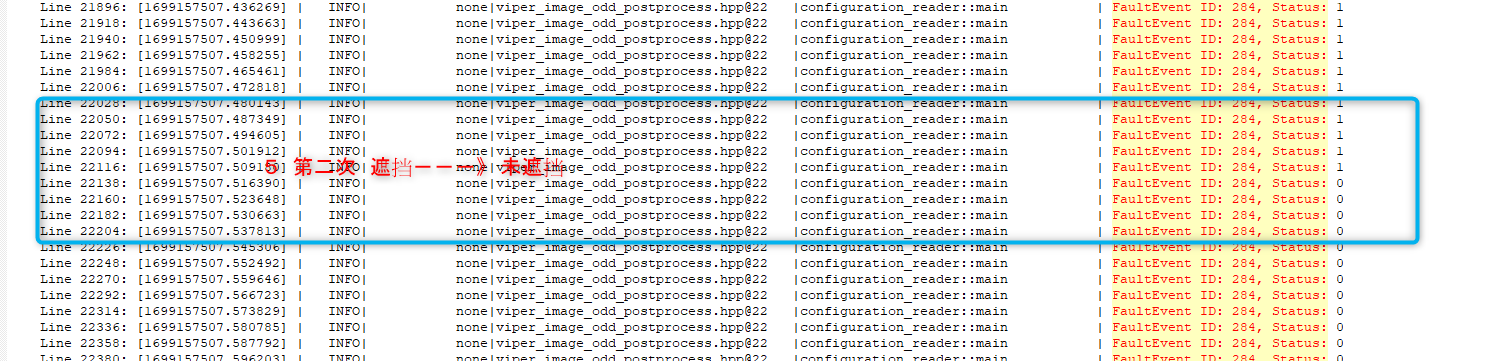 Line 21896: [1699157507.436269] | INFO| none|viper_image_odd_postprocess.hpp@22 |configuration_reader::main | FaultEvent ID: 284, Status: 1
Line 21918: [1699157507.443663] | INFO| none|viper_image_odd_postprocess.hpp@22 |configuration_reader::main | FaultEvent ID: 284, Status: 1
Line 21940: [1699157507.450999] | INFO| none|viper_image_odd_postprocess.hpp@22 |configuration_reader::main | FaultEvent ID: 284, Status: 1
Line 21962: [1699157507.458255] | INFO| none|viper_image_odd_postprocess.hpp@22 |configuration_reader::main | FaultEvent ID: 284, Status: 1
Line 21984: [1699157507.465461] | INFO| none|viper_image_odd_postprocess.hpp@22 |configuration_reader::main | FaultEvent ID: 284, Status: 1
Line 22006: [1699157507.472818] | INFO| none|viper_image_odd_postprocess.hpp@22 |configuration_reader::main | FaultEvent ID: 284, Status: 1
Line 22028: [1699157507.480143] | INFO| none|viper_image_odd_postprocess.hpp@22 |configuration_reader::main | FaultEvent ID: 284, Status: 1
Line 22050: [1699157507.487349] | INFO| none|viper_image_odd_postprocess.hpp@22 |configuration_reader::main | FaultEvent ID: 284, Status: 1
Line 22072: [1699157507.494605] | INFO| none|viper_image_odd_postprocess.hpp@22 |configuration_reader::main | FaultEvent ID: 284, Status: 1
Line 22094: [1699157507.501912] | INFO| none|viper_image_odd_postprocess.hpp@22 |configuration_reader::main | FaultEvent ID: 284, Status: 1
Line 22116: INFO| viper_image_odd_postprocess.hpp@22 |configuration_reader::main | FaultEvent ID: 284, Status: 1
5 第二次 遮挡－－－》 未遮挡
Line 22138: [1699157507.516390] | INFO| none|viper_image_odd_postprocess.hpp@22 |configuration_reader::main | FaultEvent ID: 284, Status: 0
Line 22160: [1699157507.523648] | INFO| none|viper_image_odd_postprocess.hpp@22 |configuration_reader::main | FaultEvent ID: 284, Status: 0
Line 22182: [1699157507.530663] | INFO| none|viper_image_odd_postprocess.hpp@22 |configuration_reader::main | FaultEvent ID: 284, Status: 0
Line 22204: [1699157507.537813] | INFO| none|viper_image_odd_postprocess.hpp@22 |configuration_reader::main | FaultEvent ID: 284, Status: 0
Line 22226: [1699157507.545306] | INFO| none|viper_image_odd_postprocess.hpp@22 |configuration_reader::main | FaultEvent ID: 284, Status: 0
Line 22248: [1699157507.552492] | INFO| none|viper_image_odd_postprocess.hpp@22 |configuration_reader::main | FaultEvent ID: 284, Status: 0
Line 22270: [1699157507.559646] | INFO| none|viper_image_odd_postprocess.hpp@22 |configuration_reader::main | FaultEvent ID: 284, Status: 0
Line 22292: [1699157507.566723] | INFO| none|viper_image_odd_postprocess.hpp@22 |configuration_reader::main | FaultEvent ID: 284, Status: 0
Line 22314: [1699157507.573829] | INFO| none|viper_image_odd_postprocess.hpp@22 |configuration_reader::main | FaultEvent ID: 284, Status: 0
Line 22336: [1699157507.580785] | INFO| none|viper_image_odd_postprocess.hpp@22 |configuration_reader::main | FaultEvent ID: 284, Status: 0
Line 22358: [1699157507.587792] | INFO| none|viper_image_odd_postprocess.hpp@22 |configuration_reader::main | FaultEvent ID: 284, Status: 0
Line 22380: [1699157507.596203] | INFO| none|viper_image_odd_postprocess.hpp@22 |configuration_reader::main | FaultEvent ID: 284, Status: 0